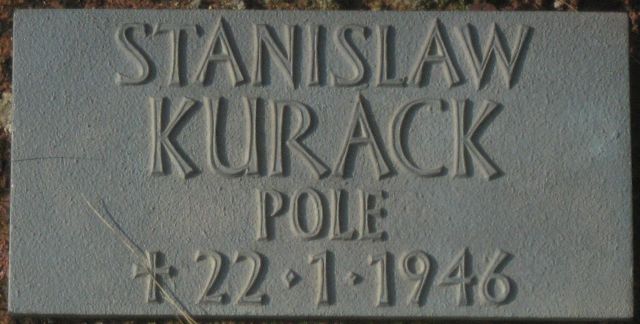 STANISLAW
KURACK
POLE
✝ 22·1·1946